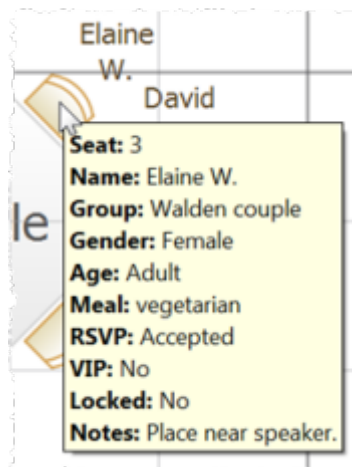 Elaine
W.
David
le
Seat: 3
Name: Elaine W.
Group: Walden couple
Gender: Female
Age: Adult
Meal: vegetarian
RSVP: Accepted
VIP: No
Locked: No
Notes: Place near speaker.